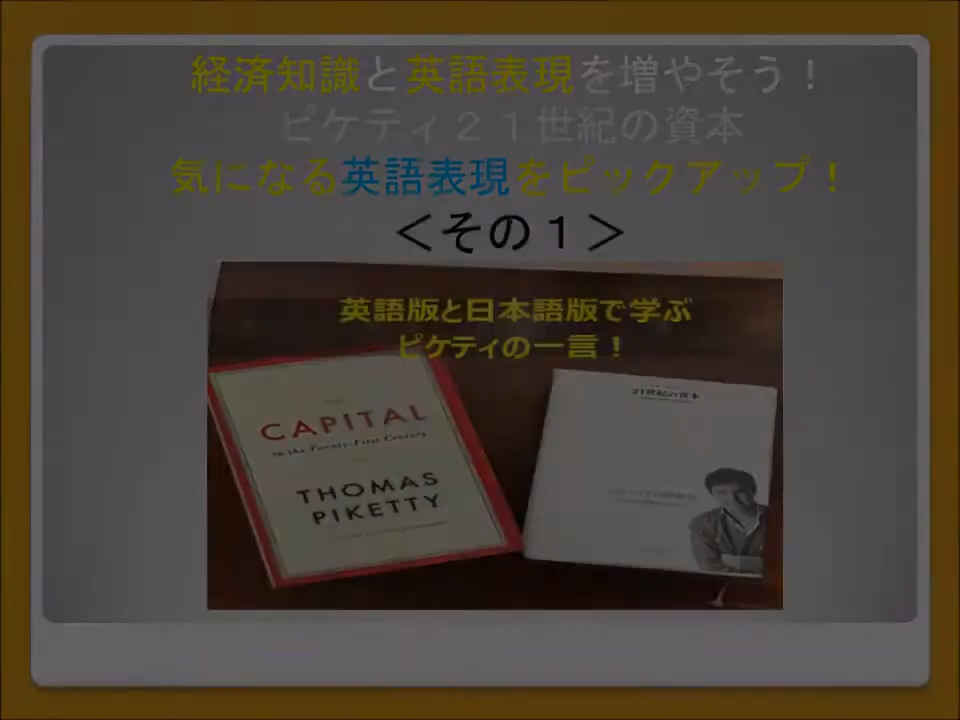 経済知識と英語表現を増やそう！
ピケティ２１世紀の資本
気になる英語表現をピックアップ！
＜その１＞
英語版と日本語版で学ぶ
ピケティの一言！
CAPITAL
in the Twenty-First Century
THOMAS
PIKETTY
21世紀の資本